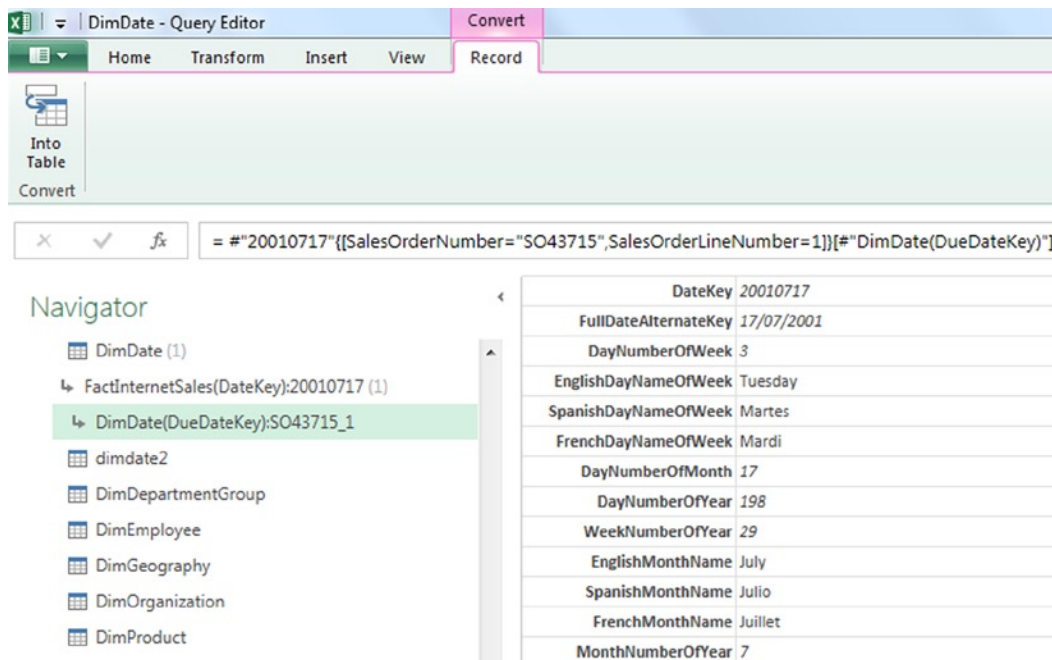 DimDate - Query Editor
Convert
Home Transform Insert View Record
Into
Table
Convert
fx = #"20010717"{[SalesOrderNumber="SO43715",SalesOrderLineNumber=1]}[#"DimDate(DueDateKey)"]
Navigator
DimDate (1)
FactInternetSales(DateKey):20010717 (1)
DimDate(DueDateKey):SO43715_1
dimdate2
DimDepartmentGroup
DimEmployee
DimGeography
DimOrganization
DimProduct
DateKey 20010717
FullDateAlternateKey 17/07/2001
DayNumberOfWeek 3
EnglishDayNameOfWeek Tuesday
SpanishDayNameOfWeek Martes
FrenchDayNameOfWeek Mardi
DayNumberOfMonth 17
DayNumberOfYear 198
WeekNumberOfYear 29
EnglishMonthName July
SpanishMonthName Julio
FrenchMonthName Juillet
MonthNumberOfYear 7